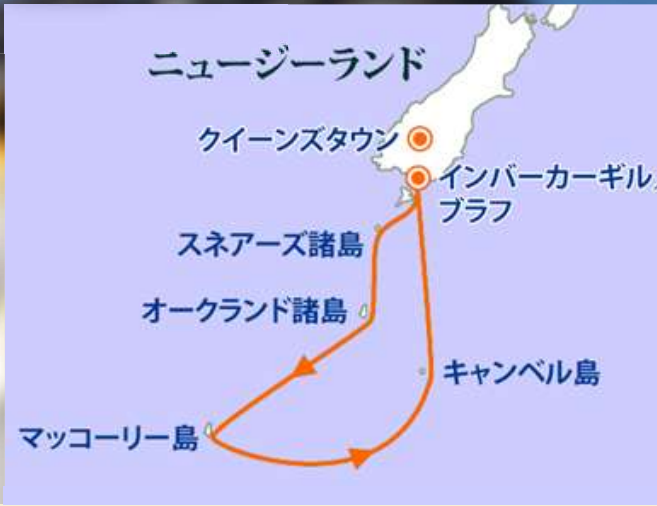 ニュージーランド
クイーンズタウン
インバーカーギル/
ブラフ
スネアーズ諸島
オークランド諸島
キャンベル島
マッコーリー島